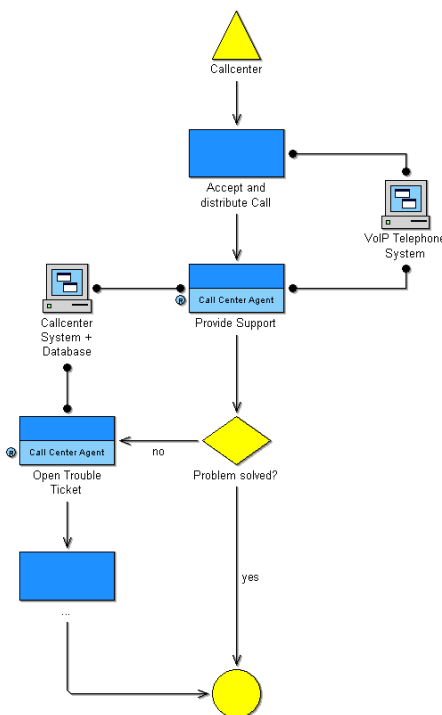 Callcenter
Accept and
distribute Call
VoIP Telephone
System
Call Center Agent
R
Provide Support
Callcenter
System +
Database
Problem solved?
no
Call Center Agent
R
Open Trouble
Ticket
yes
...